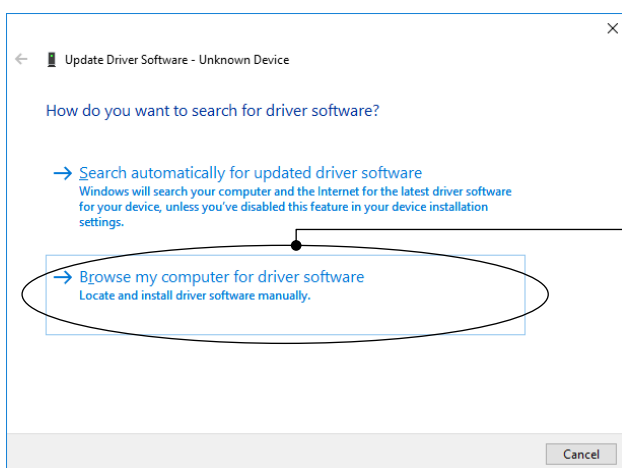 Update Driver Software - Unknown Device
How do you want to search for driver software?
Search automatically for updated driver software
Windows will search your computer and the Internet for the latest driver software
for your device, unless you've disabled this feature in your device installation
settings.
Browse my computer for driver software
Locate and install driver software manually.
Cancel